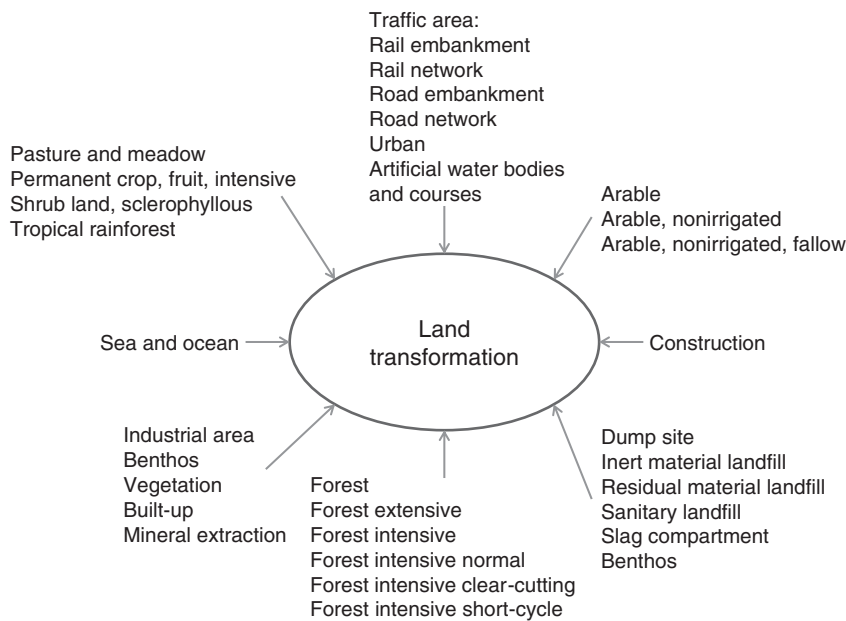 Traffic area:
Rail embankment
Rail network
Road embankment
Road network
Urban
Artificial water bodies
and courses
Pasture and meadow
Permanent crop, fruit, intensive
Shrub land, sclerophyllous
Tropical rainforest
Arable
Arable, nonirrigated
Arable, nonirrigated, fallow
Sea and ocean
Land
transformation
Construction
Industrial area
Benthos
Vegetation
Built-up
Mineral extraction
Forest
Forest extensive
Forest intensive
Forest intensive normal
Forest intensive clear-cutting
Forest intensive short-cycle
Dump site
Inert material landfill
Residual material landfill
Sanitary landfill
Slag compartment
Benthos